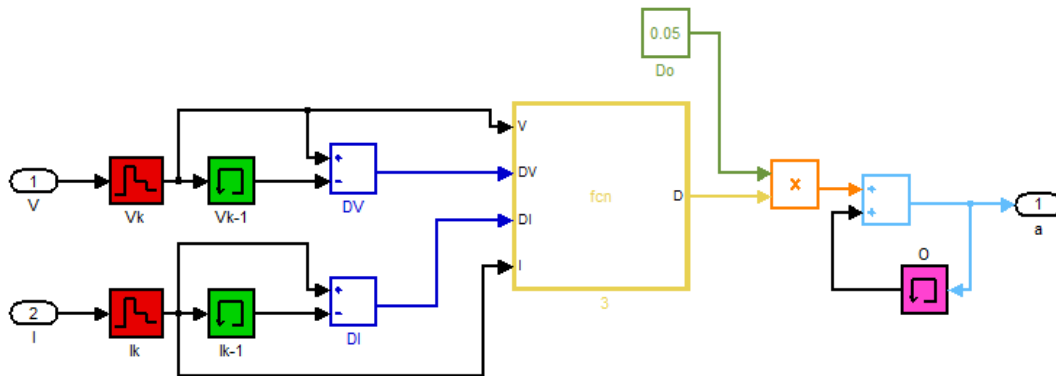 0.05
Do
V
1
V
Vk
Vk-1
+
-
DV
DV
fcn
D
x
+
+
1
a
DI
I
2
I
Ik
Ik-1
+
-
DI
3
O